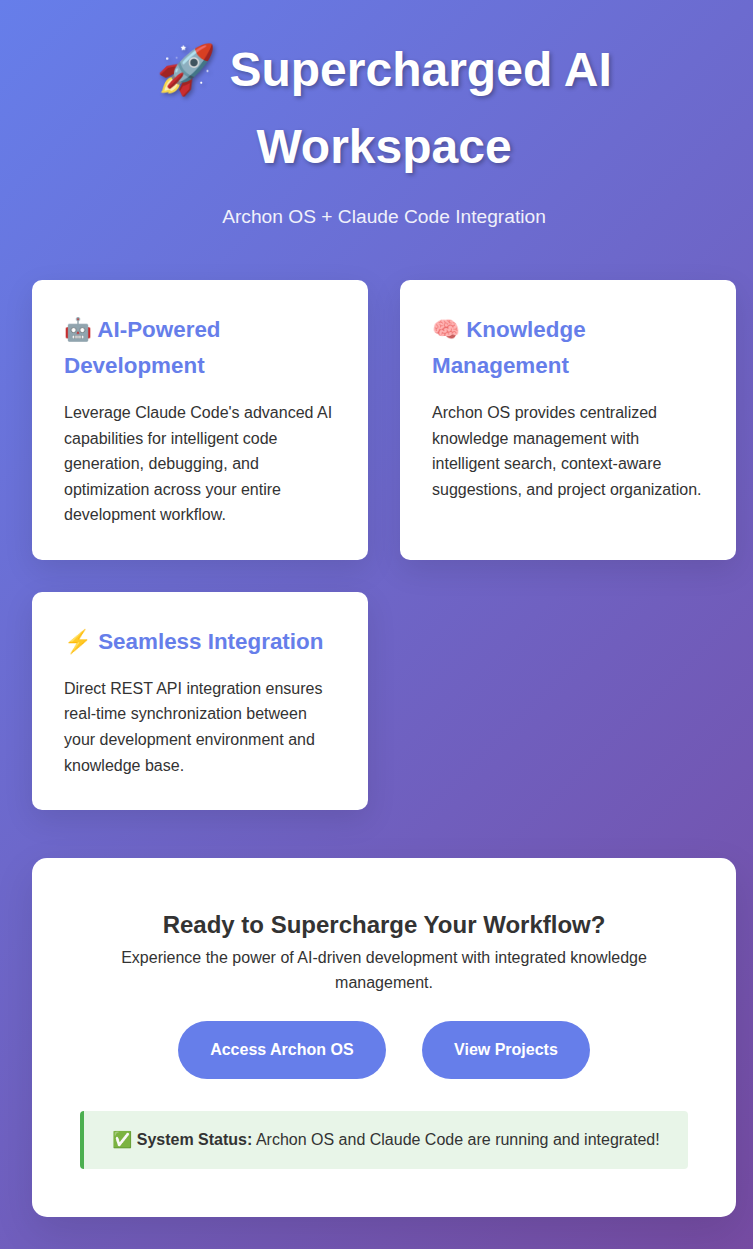 🚀 Supercharged AI
Workspace
Archon OS + Claude Code Integration
🤖 AI-Powered
Development
Leverage Claude Code's advanced AI
capabilities for intelligent code
generation, debugging, and
optimization across your entire
development workflow.
🧠 Knowledge
Management
Archon OS provides centralized
knowledge management with
intelligent search, context-aware
suggestions, and project organization.
⚡ Seamless Integration
Direct REST API integration ensures
real-time synchronization between
your development environment and
knowledge base.
Ready to Supercharge Your Workflow?
Experience the power of AI-driven development with integrated knowledge
management.
Access Archon OS
View Projects
✅ System Status: Archon OS and Claude Code are running and integrated!